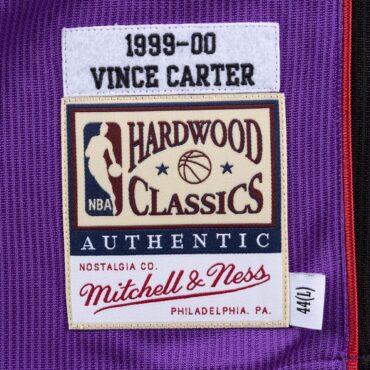 1999-00
VINCE CARTER
HARDWOOD
CLASSICS
NBA
AUTHENTIC
NOSTALGIA CO.
Mitchell & Ness
PHILADELPHIA, PA.
44(L)